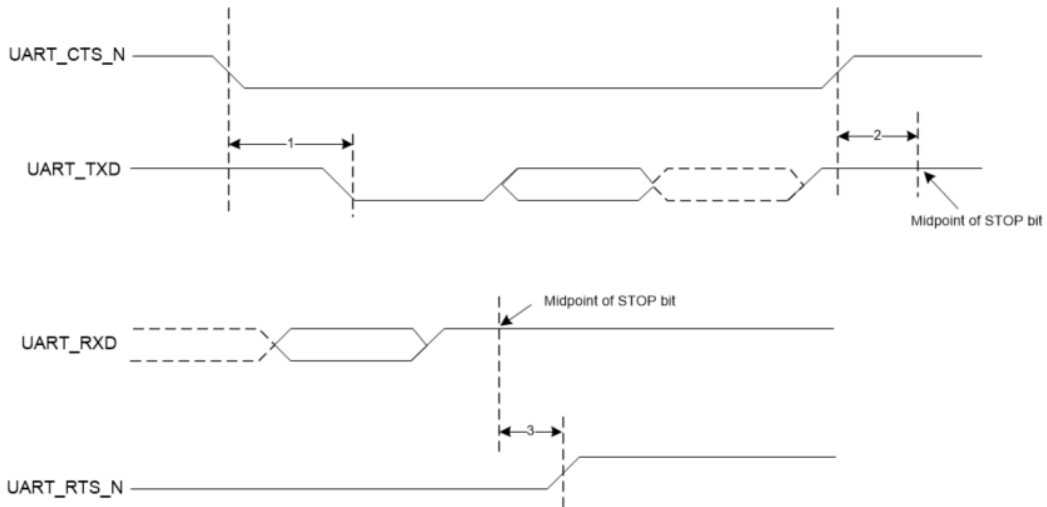 UART_CTS_N
1
2
UART_TXD
Midpoint of STOP bit
Midpoint of STOP bit
UART_RXD
3
UART_RTS_N